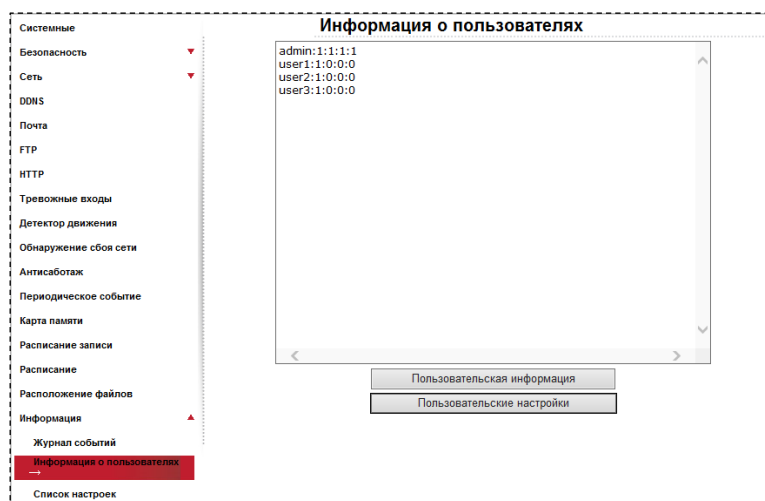 Информация о пользователях
Системные
Безопасность
Сеть
DDNS
Почта
FTP
HTTP
Тревожные входы
Детектор движения
Обнаружение сбоя сети
Антисаботаж
Периодическое событие
Карта памяти
Расписание записи
Расписание
Расположение файлов
Информация
Журнал событий
Информация о пользователях
Список настроек
admin:1:1:1:1
user1:1:0:0:0
user2:1:0:0:0
user3:1:0:0:0
Пользовательская информация
Пользовательские настройки